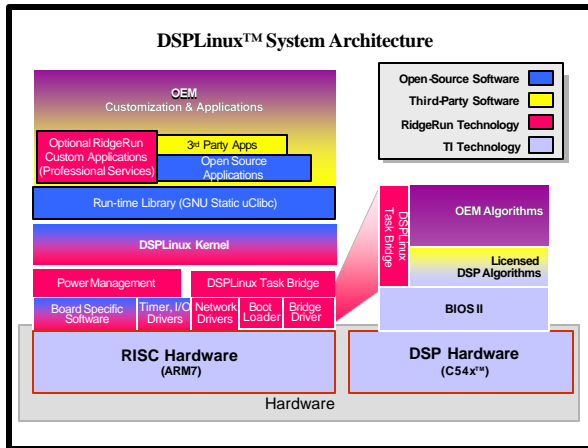 DSPLinux™ System Architecture
OEM
Customization & Applications
Open-Source Software
Third-Party Software
RidgeRun Technology
TI Technology
Optional RidgeRun
Custom Applications
(Professional Services)
3rd Party Apps
Open Source
Applications
Run-time Library (GNU Static uClibc)
DSPLinux Kernel
Power Management
DSPLinux Task Bridge
Board Specific
Software
Timer, I/O
Drivers
Network
Drivers
Boot
Loader
Bridge
Driver
DSPLinux
Task Bridge
OEM Algorithms
Licensed
DSP Algorithms
BIOS II
RISC Hardware
(ARM7)
DSP Hardware
(C54x™)
Hardware